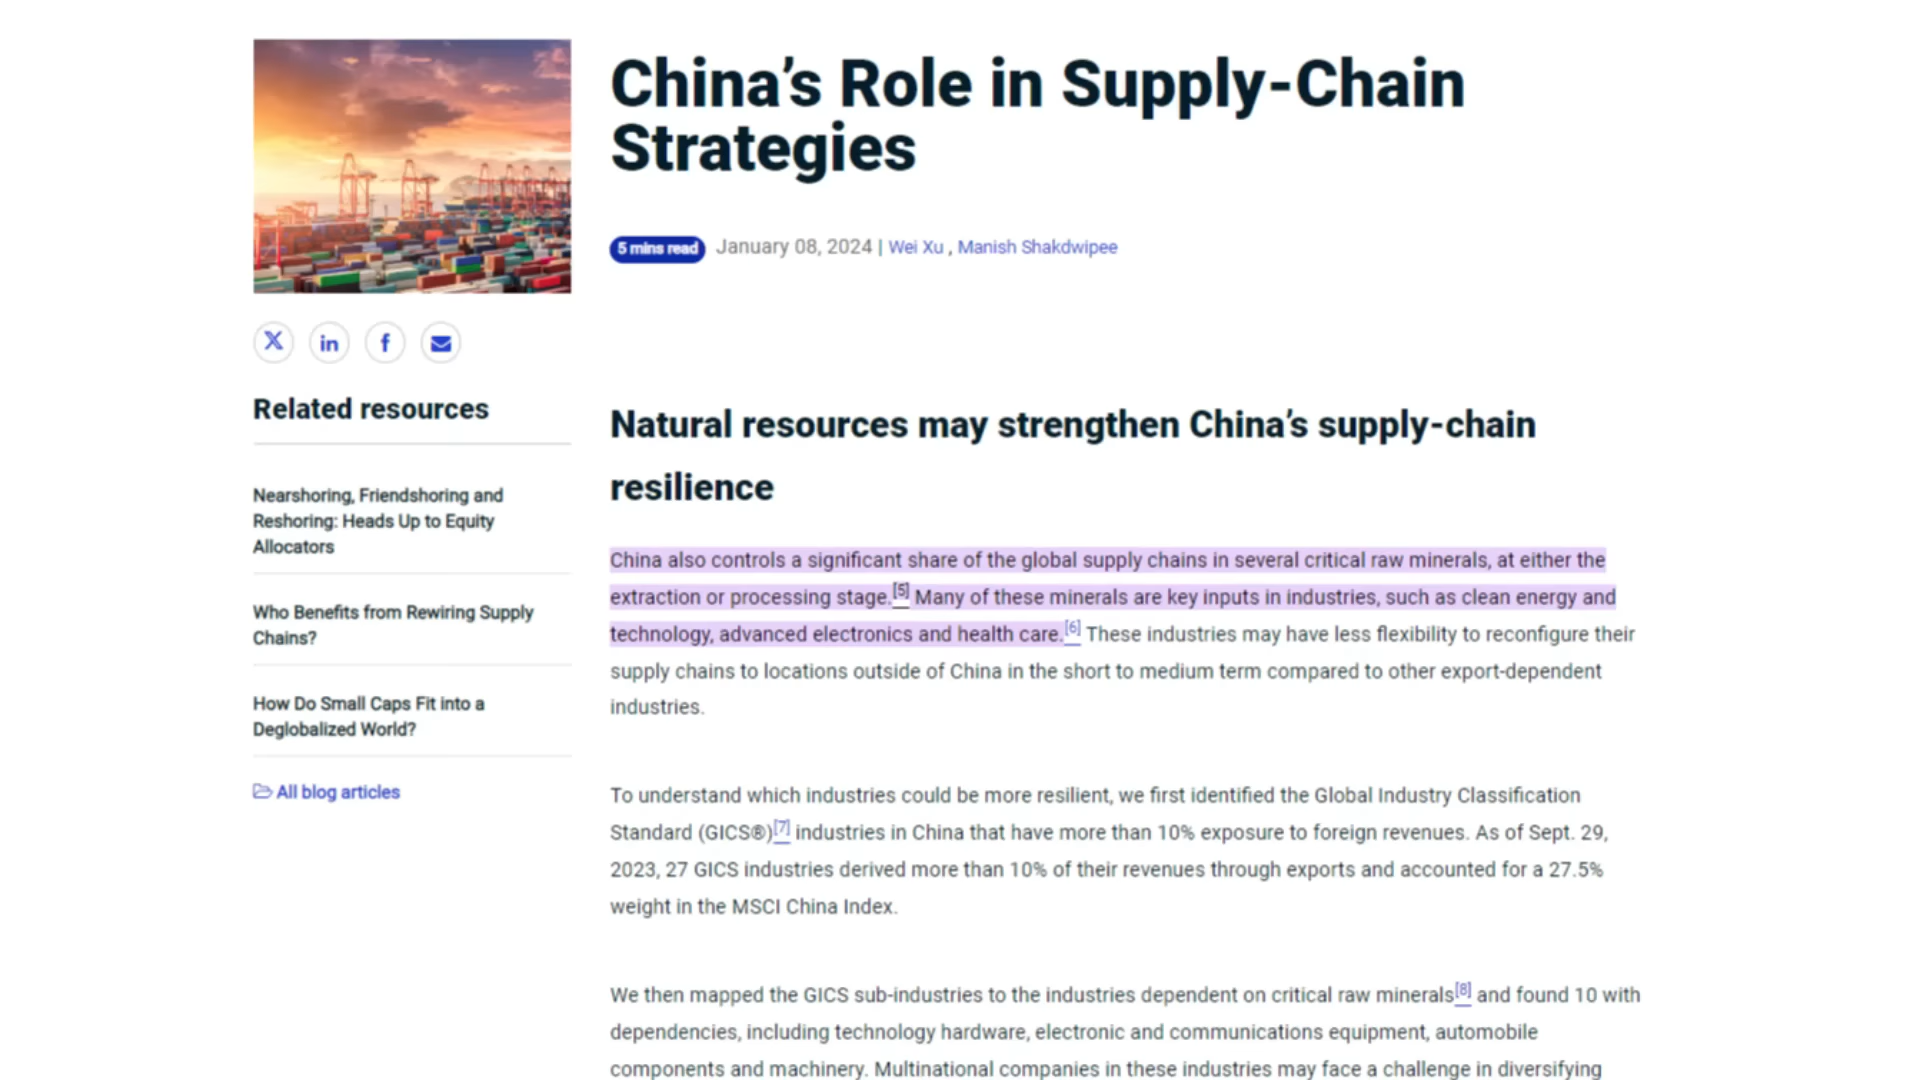 China's Role in Supply-Chain
Strategies
5 mins read January 08, 2024 | Wei Xu , Manish Shakdwipee
Related resources
Nearshoring, Friendshoring and
Reshoring: Heads Up to Equity
Allocators
Who Benefits from Rewiring Supply
Chains?
How Do Small Caps Fit into a
Deglobalized World?
All blog articles
Natural resources may strengthen China's supply-chain
resilience
China also controls a significant share of the global supply chains in several critical raw minerals, at either the
extraction or processing stage.[5] Many of these minerals are key inputs in industries, such as clean energy and
technology, advanced electronics and health care.[6] These industries may have less flexibility to reconfigure their
supply chains to locations outside of China in the short to medium term compared to other export-dependent
industries.
To understand which industries could be more resilient, we first identified the Global Industry Classification
Standard (GICS®)[7] industries in China that have more than 10% exposure to foreign revenues. As of Sept. 29,
2023, 27 GICS industries derived more than 10% of their revenues through exports and accounted for a 27.5%
weight in the MSCI China Index.
We then mapped the GICS sub-industries to the industries dependent on critical raw minerals[8] and found 10 with
dependencies, including technology hardware, electronic and communications equipment, automobile
components and machinery. Multinational companies in these industries may face a challenge in diversifying